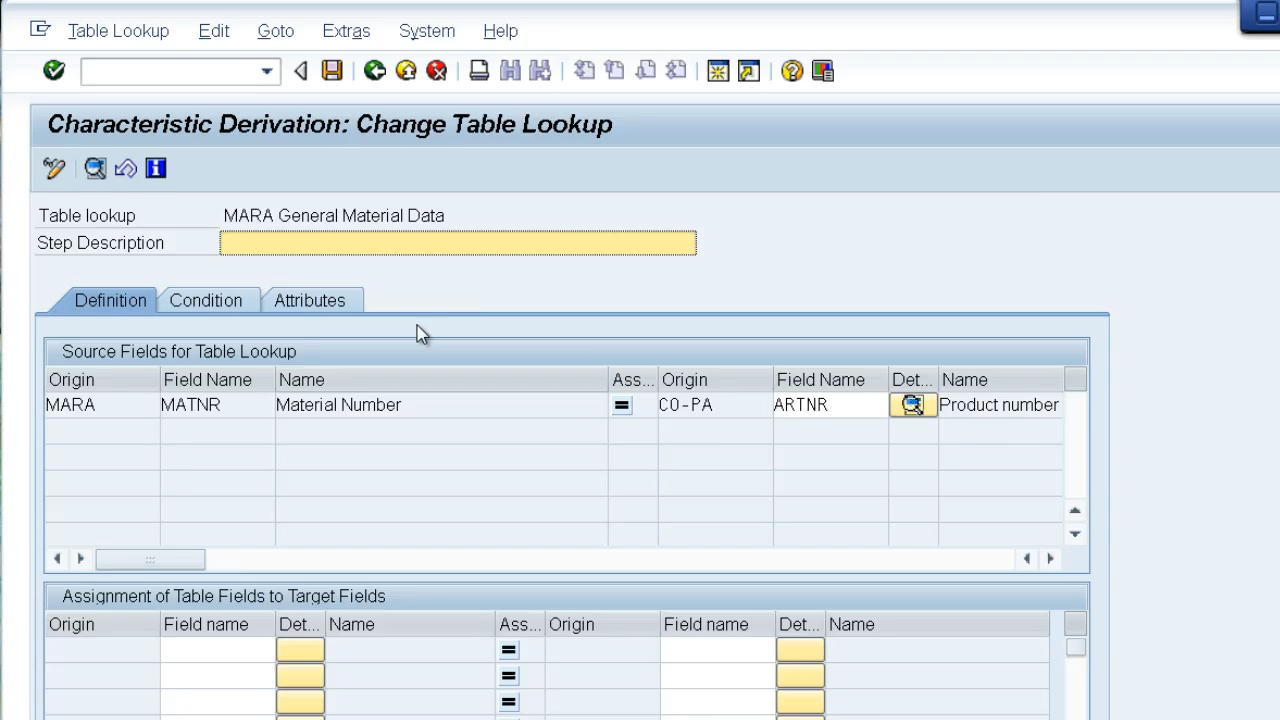 Table Lookup Edit Goto Extras System Help
Characteristic Derivation: Change Table Lookup
Table lookup MARA General Material Data
Step Description
Definition Condition Attributes
Source Fields for Table Lookup
Origin Field Name Name Ass... Origin Field Name Det... Name
MARA MATNR Material Number = CO-PA ARTNR Product number
Assignment of Table Fields to Target Fields
Origin Field name Det... Name Ass... Origin Field name Det... Name
=
=
=